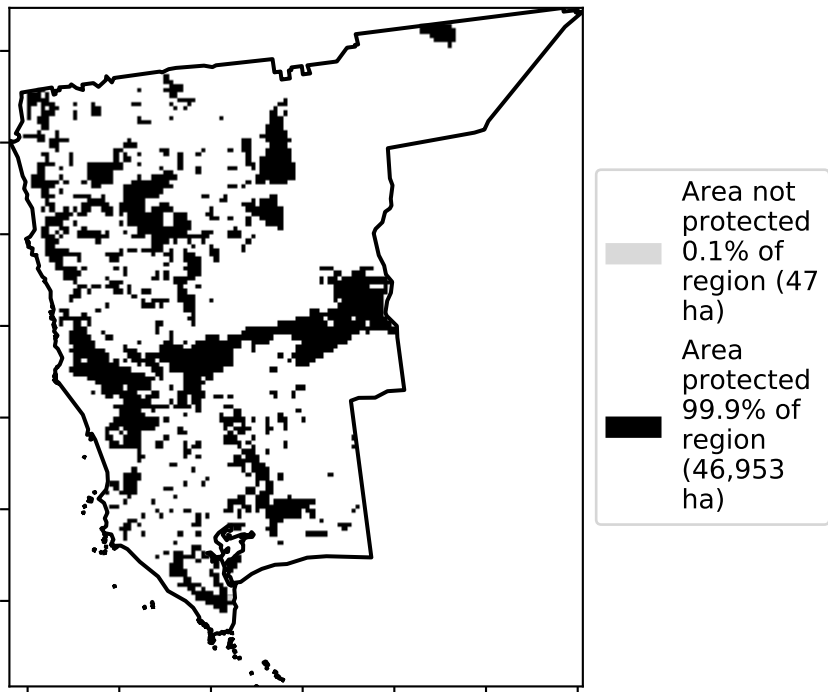 Area not
protected
0.1% of
region (47
ha)
Area
protected
99.9% of
region
(46,953
ha)